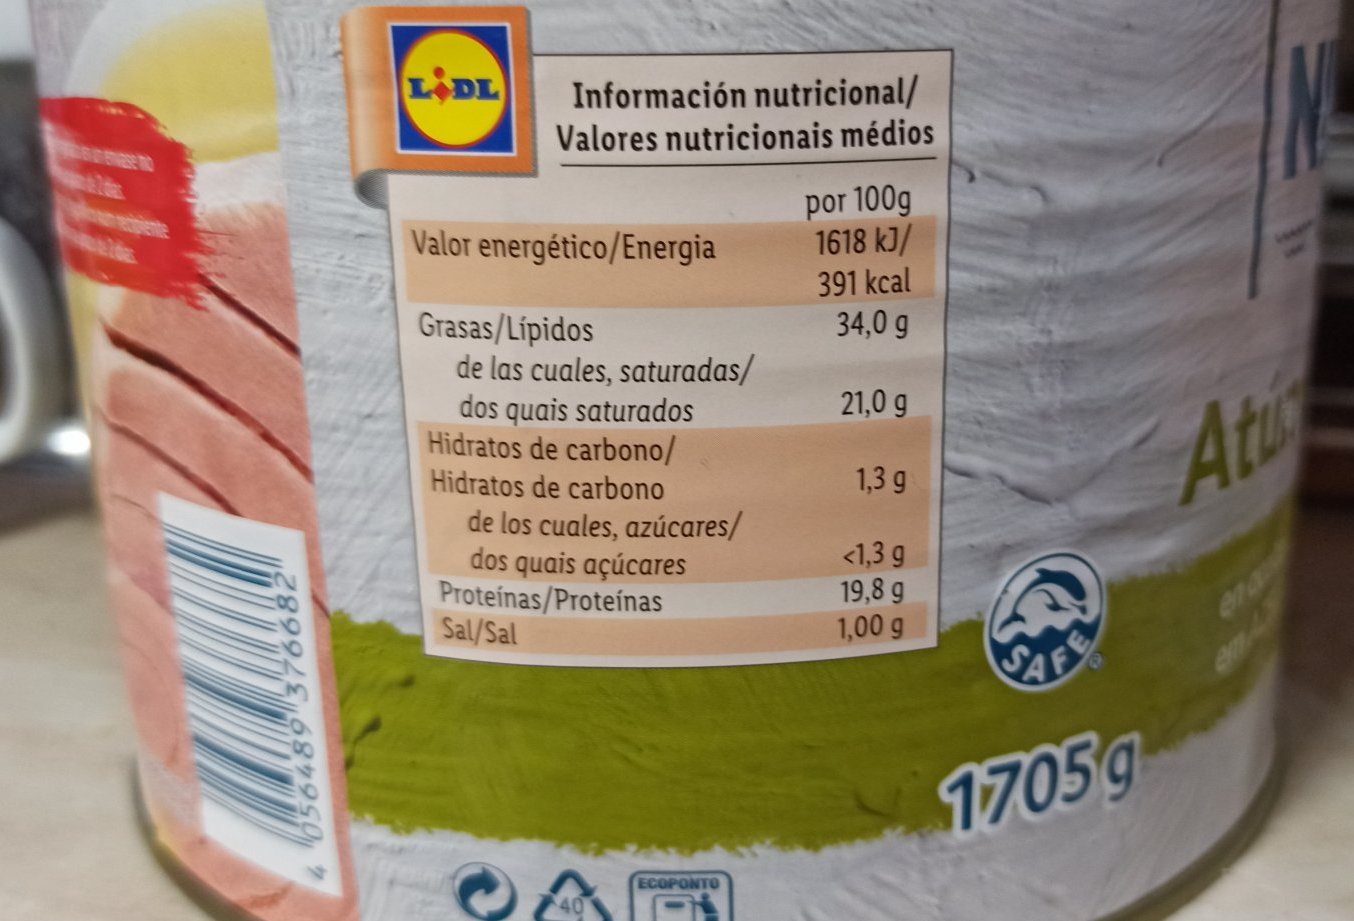 LIDL
Información nutricional/
Valores nutricionais médios
por 100g
Valor energético/Energia 1618 kJ/
391 kcal
Grasas/Lípidos 34,0 g
de las cuales, saturadas/
dos quais saturados 21,0 g
Hidratos de carbono/
Hidratos de carbono 1,3 g
de los cuales, azúcares/
dos quais açúcares <1,3 g
Proteínas/Proteínas 19,8 g
Sal/Sal 1,00 g
SAFE®
1705 g
4 056489 376682
ECOPONTO
40